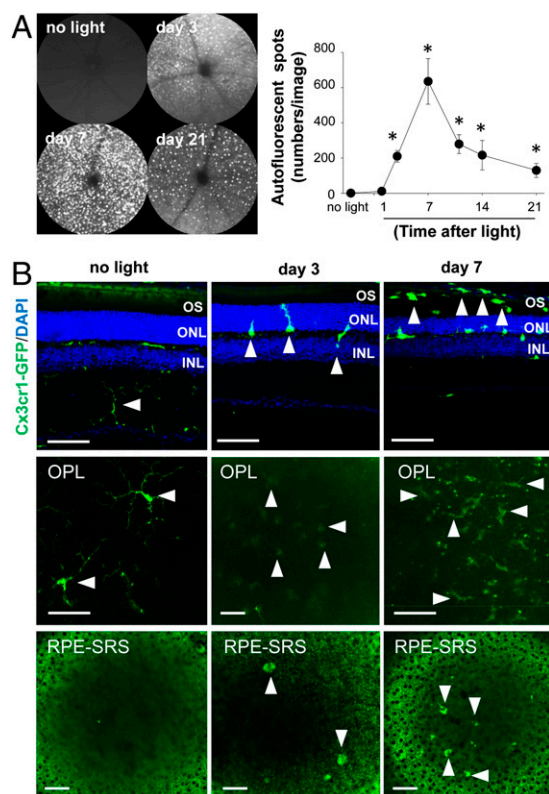 A
no light
day 3
day 7
day 21
Autofluorescent spots
(numbers/image)
800
600
400
200
0
*
*
*
*
*
no light
1
7
14
21
(Time after light)
B
no light
day 3
day 7
Cx3cr1-GFP/DAPI
OS
ONL
INL
OS
ONL
INL
OS
ONL
INL
OPL
OPL
OPL
RPE-SRS
RPE-SRS
RPE-SRS